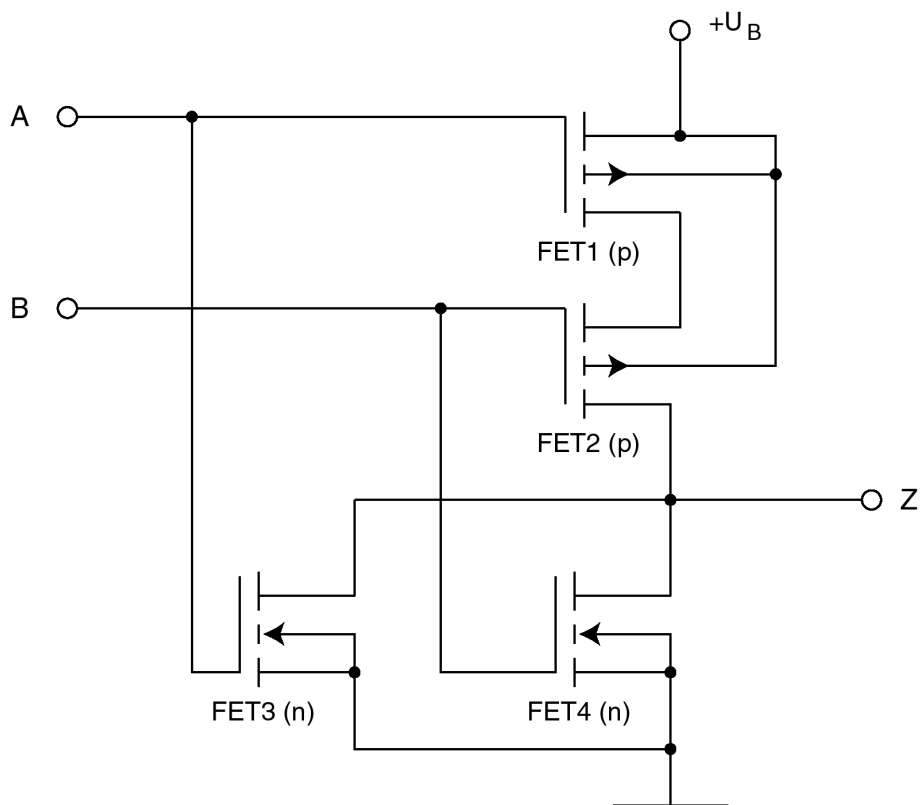 +U_B
A
FET1 (p)
B
FET2 (p)
Z
FET3 (n)
FET4 (n)